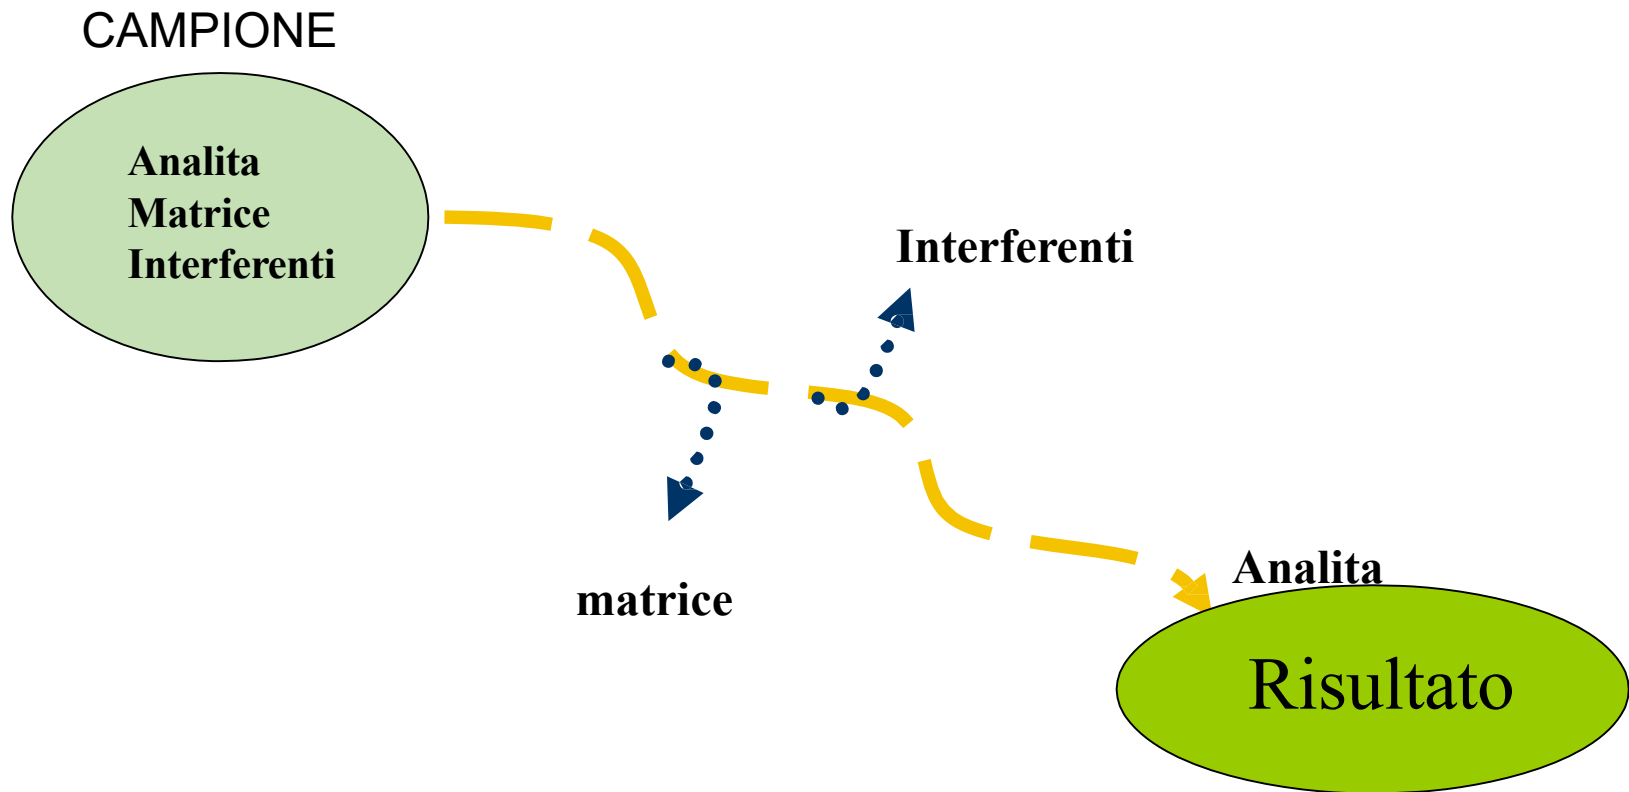 CAMPIONE
Analita
Matrice
Interferenti
Interferenti
matrice
Analita
Risultato